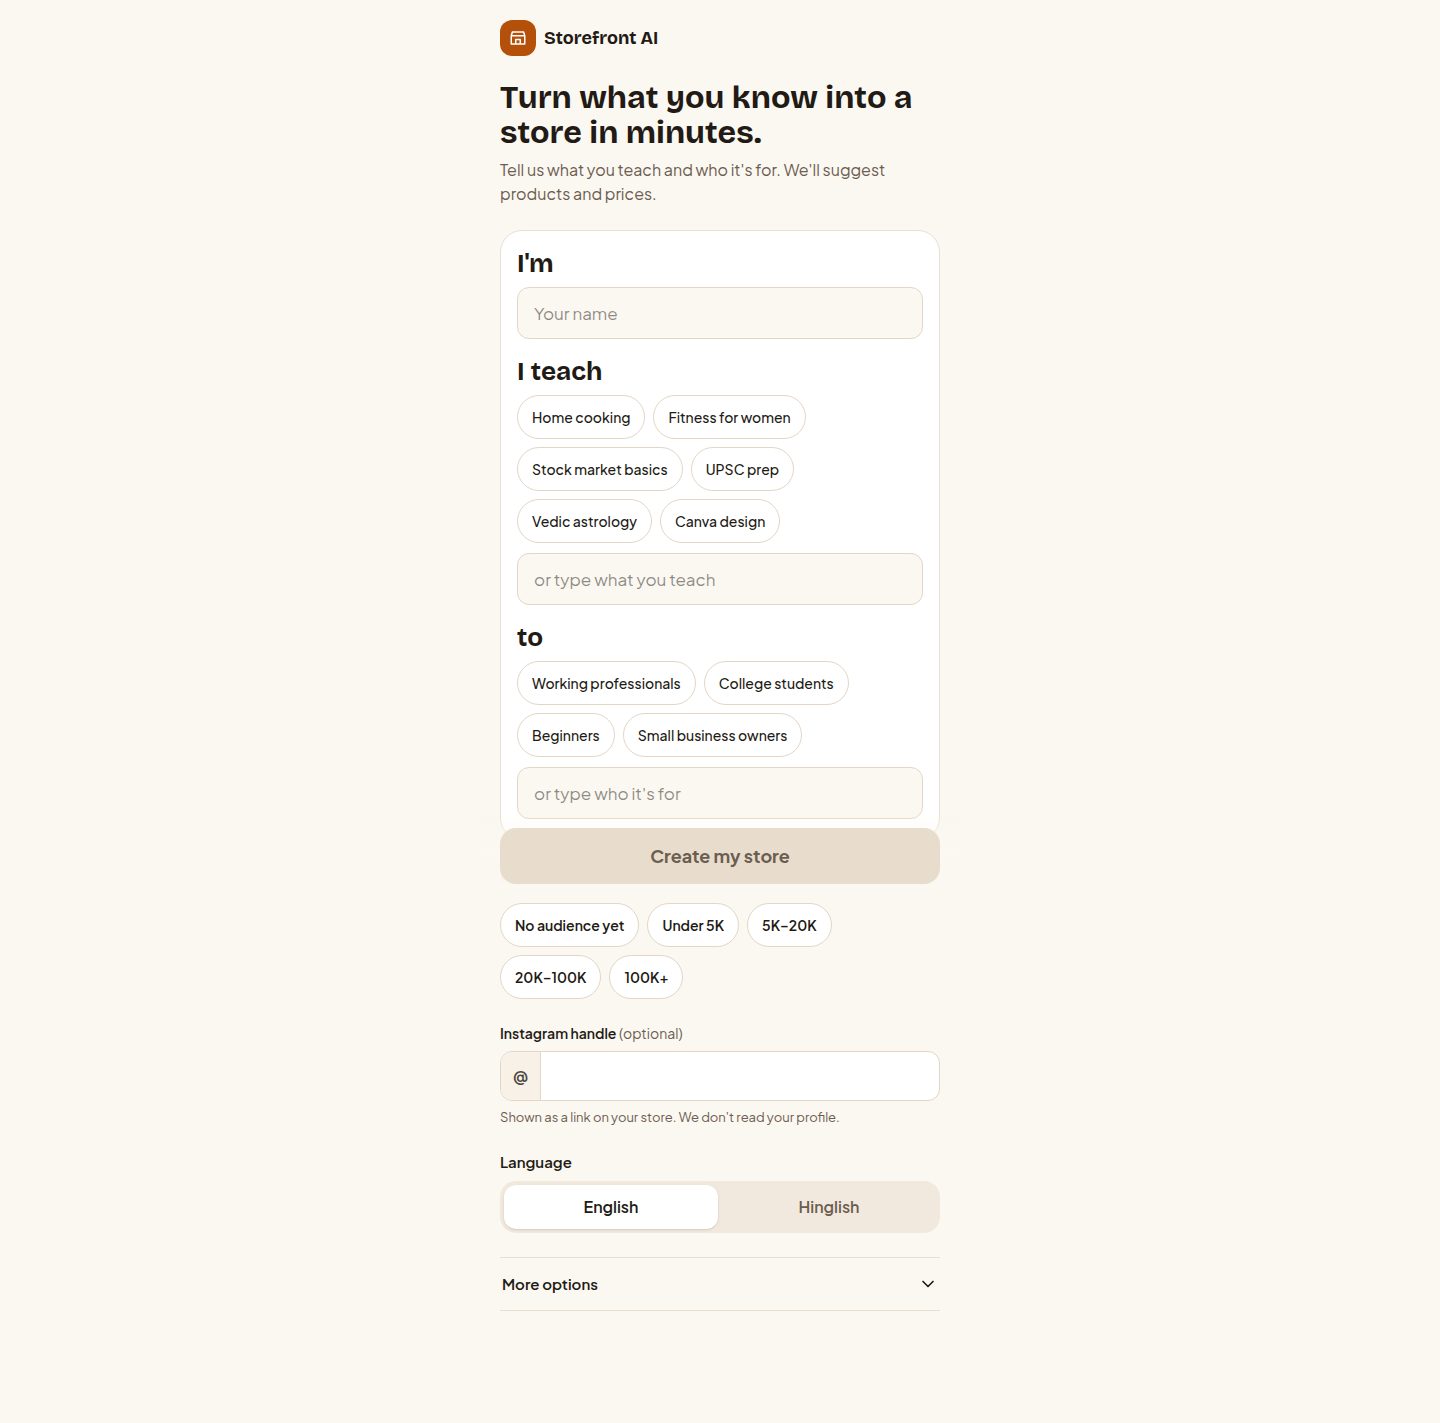 Storefront AI
Turn what you know into a
store in minutes.
Tell us what you teach and who it's for. We'll suggest
products and prices.
I'm
Your name
I teach
Home cooking
Fitness for women
Stock market basics
UPSC prep
Vedic astrology
Canva design
or type what you teach
to
Working professionals
College students
Beginners
Small business owners
or type who it's for
Create my store
No audience yet
Under 5K
5K–20K
20K–100K
100K+
Instagram handle (optional)
@
Shown as a link on your store. We don't read your profile.
Language
English
Hinglish
More options